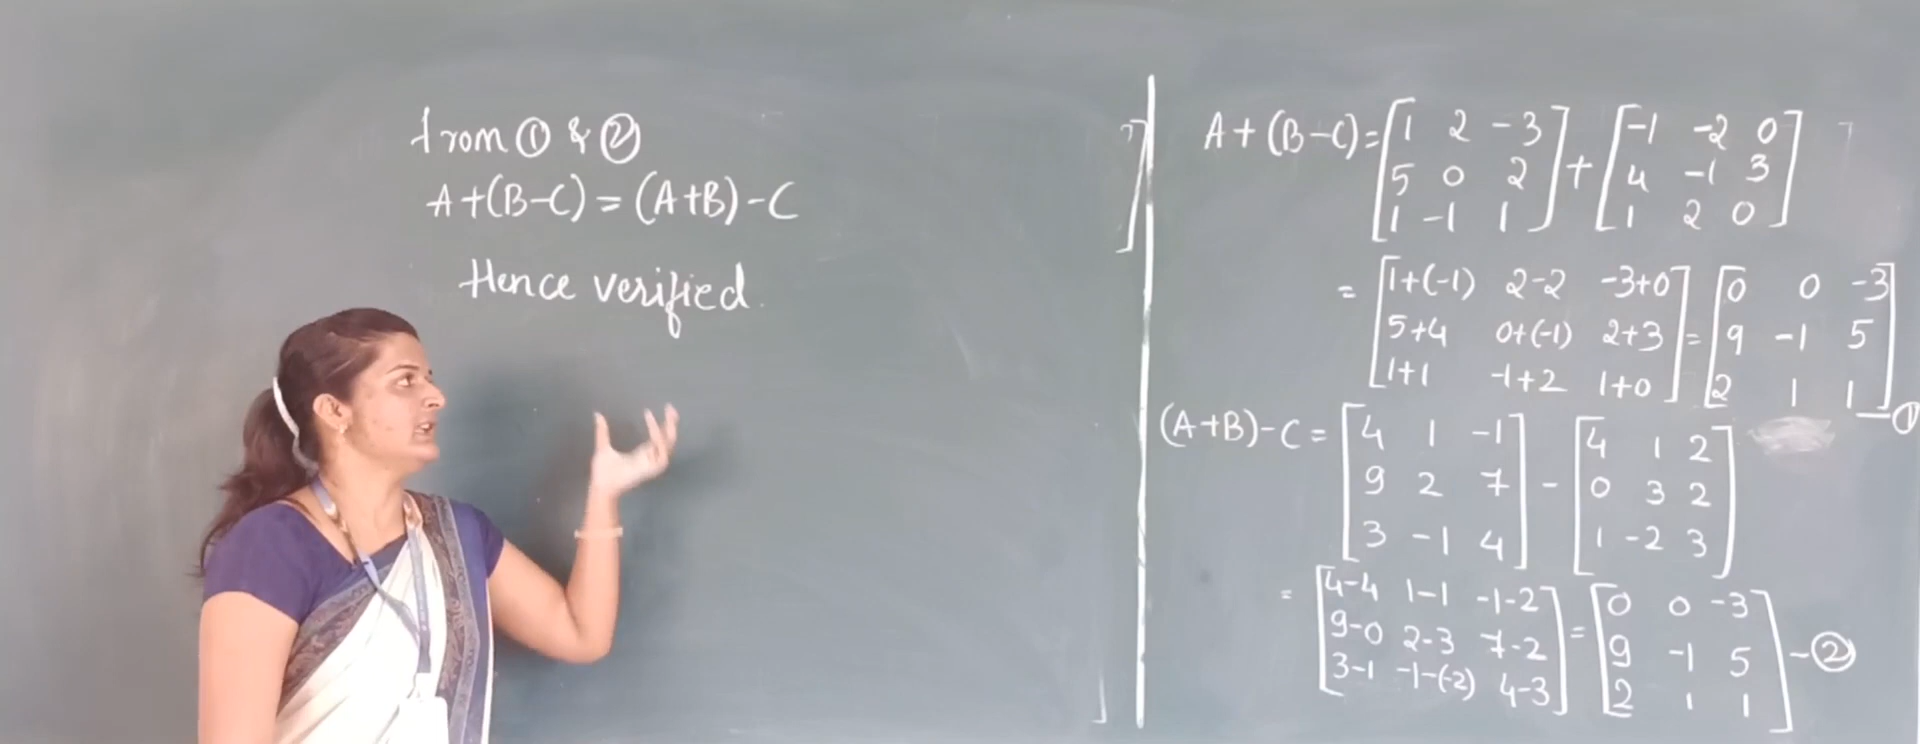 from ① & ②
A+(B-C) = (A+B)-C
Hence verified.
A+(B-C) = [1 2 -3] + [-1 -2 0]
[5 0 2] [4 -1 3]
[1 -1 1] [1 2 0]
= [1+(-1) 2-2 -3+0] [0 0 -3]
[5+4 0+(-1) 2+3] = [9 -1 5]
[1+1 -1+2 1+0] [2 1 1] -①
(A+B)-C = [4 1 -1] [4 1 2]
[9 2 7] - [0 3 2]
[3 -1 4] [1 -2 3]
= [4-4 1-1 -1-2] [0 0 -3]
[9-0 2-3 7-2] = [9 -1 5] -②
[3-1 -1-(-2) 4-3] [2 1 1]